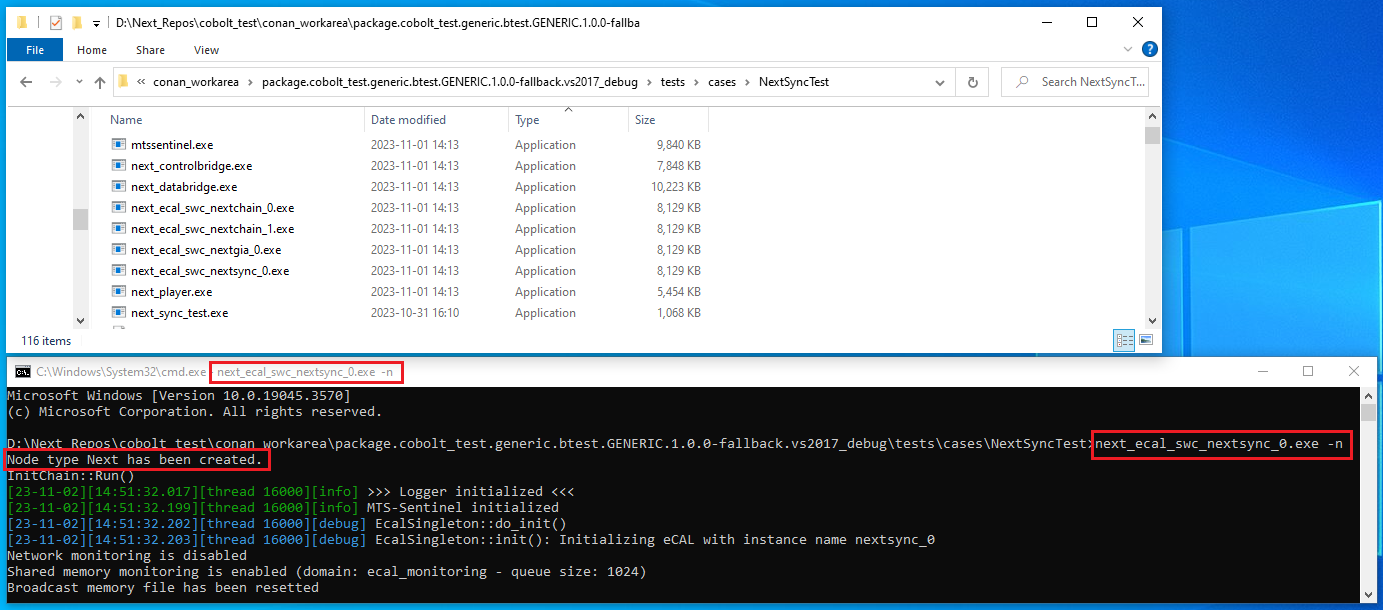 D:\Next_Repos\cobolt_test\conan_workarea\package.cobolt_test.generic.btest.GENERIC.1.0.0-fallba
File Home Share View
« conan_workarea > package.cobolt_test.generic.btest.GENERIC.1.0.0-fallback.vs2017_debug > tests > cases > NextSyncTest Search NextSyncT...
Name Date modified Type Size
mtssentinel.exe 2023-11-01 14:13 Application 9,840 KB
next_controlbridge.exe 2023-11-01 14:13 Application 7,848 KB
next_databridge.exe 2023-11-01 14:13 Application 10,223 KB
next_ecal_swc_nextchain_0.exe 2023-11-01 14:13 Application 8,129 KB
next_ecal_swc_nextchain_1.exe 2023-11-01 14:13 Application 8,129 KB
next_ecal_swc_nextgia_0.exe 2023-11-01 14:13 Application 8,129 KB
next_ecal_swc_nextsync_0.exe 2023-11-01 14:13 Application 8,129 KB
next_player.exe 2023-11-01 14:13 Application 5,454 KB
next_sync_test.exe 2023-10-31 16:10 Application 1,068 KB
116 items
C:\Windows\System32\cmd.exe - next_ecal_swc_nextsync_0.exe -n
Microsoft Windows [Version 10.0.19045.3570]
(c) Microsoft Corporation. All rights reserved.
D:\Next_Repos\cobolt_test\conan_workarea\package.cobolt_test.generic.btest.GENERIC.1.0.0-fallback.vs2017_debug\tests\cases\NextSyncTest>next_ecal_swc_nextsync_0.exe -n
Node type Next has been created.
InitChain::Run()
[23-11-02][14:51:32.017][thread 16000][info] >>> Logger initialized <<<
[23-11-02][14:51:32.199][thread 16000][info] MTS-Sentinel initialized
[23-11-02][14:51:32.202][thread 16000][debug] EcalSingleton::do_init()
[23-11-02][14:51:32.203][thread 16000][debug] EcalSingleton::init(): Initializing eCAL with instance name nextsync_0
Network monitoring is disabled
Shared memory monitoring is enabled (domain: ecal_monitoring - queue size: 1024)
Broadcast memory file has been resetted